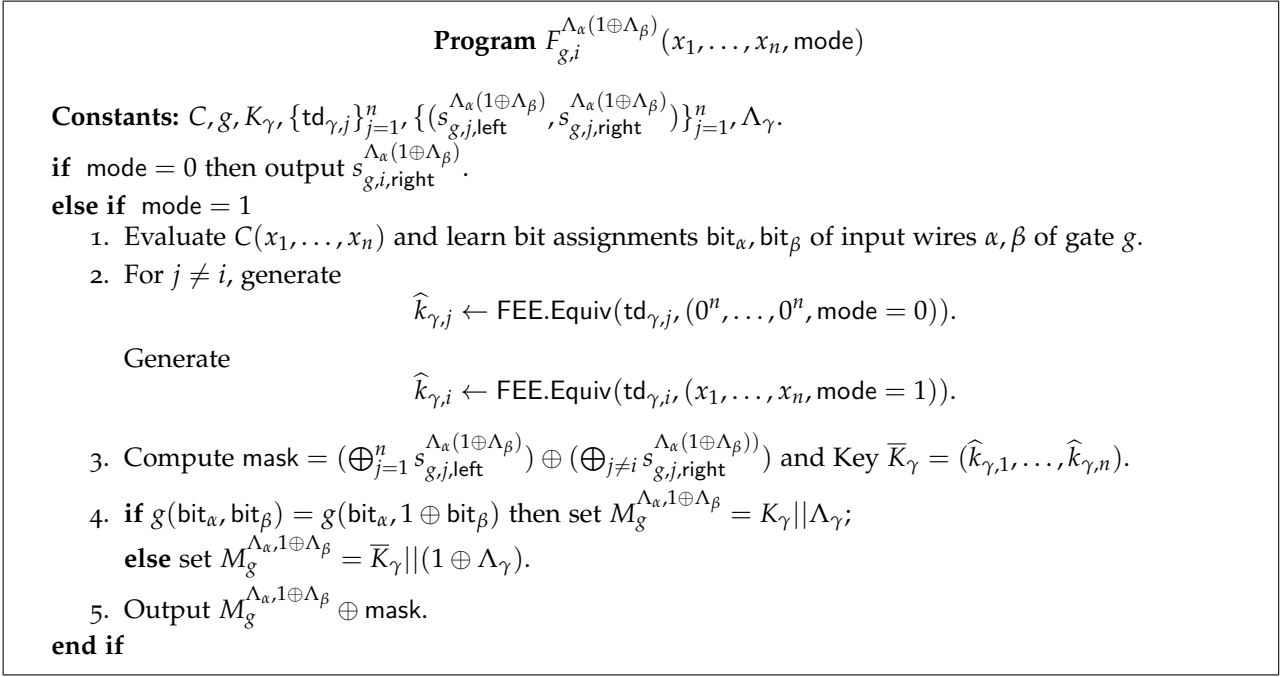 Program $F_{g,i}^{\Lambda_\alpha(1\oplus\Lambda_\beta)}(x_1, \ldots, x_n, \mathsf{mode})$
Constants: $C, g, K_\gamma, \{\mathsf{td}_{\gamma,j}\}_{j=1}^n, \{(s_{g,j,\mathsf{left}}^{\Lambda_\alpha(1\oplus\Lambda_\beta)}, s_{g,j,\mathsf{right}}^{\Lambda_\alpha(1\oplus\Lambda_\beta)})\}_{j=1}^n, \Lambda_\gamma.$
if mode = 0 then output $s_{g,i,\mathsf{right}}^{\Lambda_\alpha(1\oplus\Lambda_\beta)}$.
else if mode = 1
1. Evaluate $C(x_1, \ldots, x_n)$ and learn bit assignments $\mathsf{bit}_\alpha, \mathsf{bit}_\beta$ of input wires $\alpha, \beta$ of gate $g$.
2. For $j \neq i$, generate
$\widehat{k}_{\gamma,j} \leftarrow \mathsf{FEE.Equiv}(\mathsf{td}_{\gamma,j}, (0^n, \ldots, 0^n, \mathsf{mode} = 0)).$
Generate
$\widehat{k}_{\gamma,i} \leftarrow \mathsf{FEE.Equiv}(\mathsf{td}_{\gamma,i}, (x_1, \ldots, x_n, \mathsf{mode} = 1)).$
3. Compute $\mathsf{mask} = (\bigoplus_{j=1}^n s_{g,j,\mathsf{left}}^{\Lambda_\alpha(1\oplus\Lambda_\beta)}) \oplus (\bigoplus_{j\neq i} s_{g,j,\mathsf{right}}^{\Lambda_\alpha(1\oplus\Lambda_\beta))})$ and Key $\overline{K}_\gamma = (\widehat{k}_{\gamma,1}, \ldots, \widehat{k}_{\gamma,n})$.
4. if $g(\mathsf{bit}_\alpha, \mathsf{bit}_\beta) = g(\mathsf{bit}_\alpha, 1 \oplus \mathsf{bit}_\beta)$ then set $M_g^{\Lambda_\alpha,1\oplus\Lambda_\beta} = K_\gamma||\Lambda_\gamma$;
else set $M_g^{\Lambda_\alpha,1\oplus\Lambda_\beta} = \overline{K}_\gamma||(1 \oplus \Lambda_\gamma)$.
5. Output $M_g^{\Lambda_\alpha,1\oplus\Lambda_\beta} \oplus \mathsf{mask}$.
end if